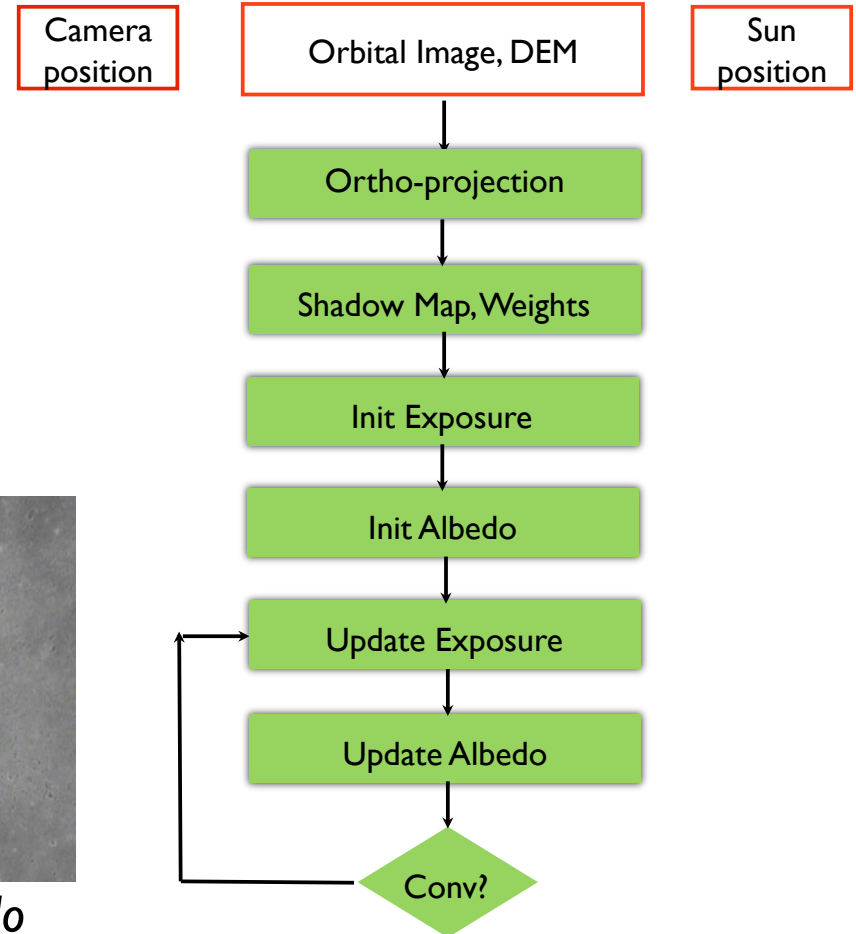 Camera
position
Orbital Image, DEM
Sun
position
Ortho-projection
Shadow Map, Weights
Init Exposure
Init Albedo
Update Exposure
Update Albedo
Conv?